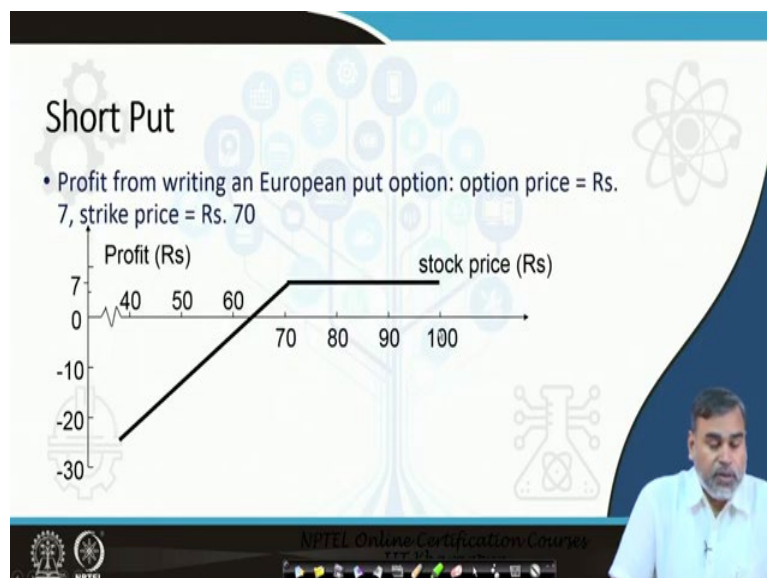 Short Put
• Profit from writing an European put option: option price = Rs.
7, strike price = Rs. 70
Profit (Rs)
stock price (Rs)
7
40 50 60
0
70 80 90 100
-10
-20
-30
NPTEL Online Certification Courses
NPTEL